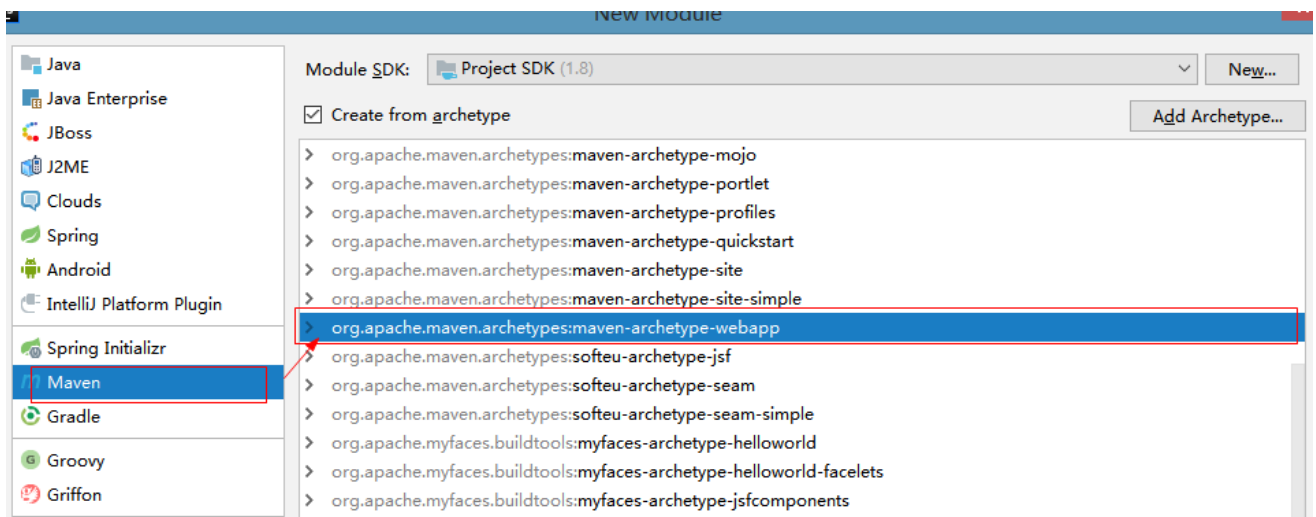 New Module
Java
Java Enterprise
JBoss
J2ME
Clouds
Spring
Android
IntelliJ Platform Plugin
Spring Initializr
Maven
Gradle
Groovy
Griffon
Module SDK: Project SDK (1.8) New...
Create from archetype Add Archetype...
org.apache.maven.archetypes:maven-archetype-mojo
org.apache.maven.archetypes:maven-archetype-portlet
org.apache.maven.archetypes:maven-archetype-profiles
org.apache.maven.archetypes:maven-archetype-quickstart
org.apache.maven.archetypes:maven-archetype-site
org.apache.maven.archetypes:maven-archetype-site-simple
org.apache.maven.archetypes:maven-archetype-webapp
org.apache.maven.archetypes:softeu-archetype-jsf
org.apache.maven.archetypes:softeu-archetype-seam
org.apache.maven.archetypes:softeu-archetype-seam-simple
org.apache.myfaces.buildtools:myfaces-archetype-helloworld
org.apache.myfaces.buildtools:myfaces-archetype-helloworld-facelets
org.apache.myfaces.buildtools:myfaces-archetype-jsfcomponents